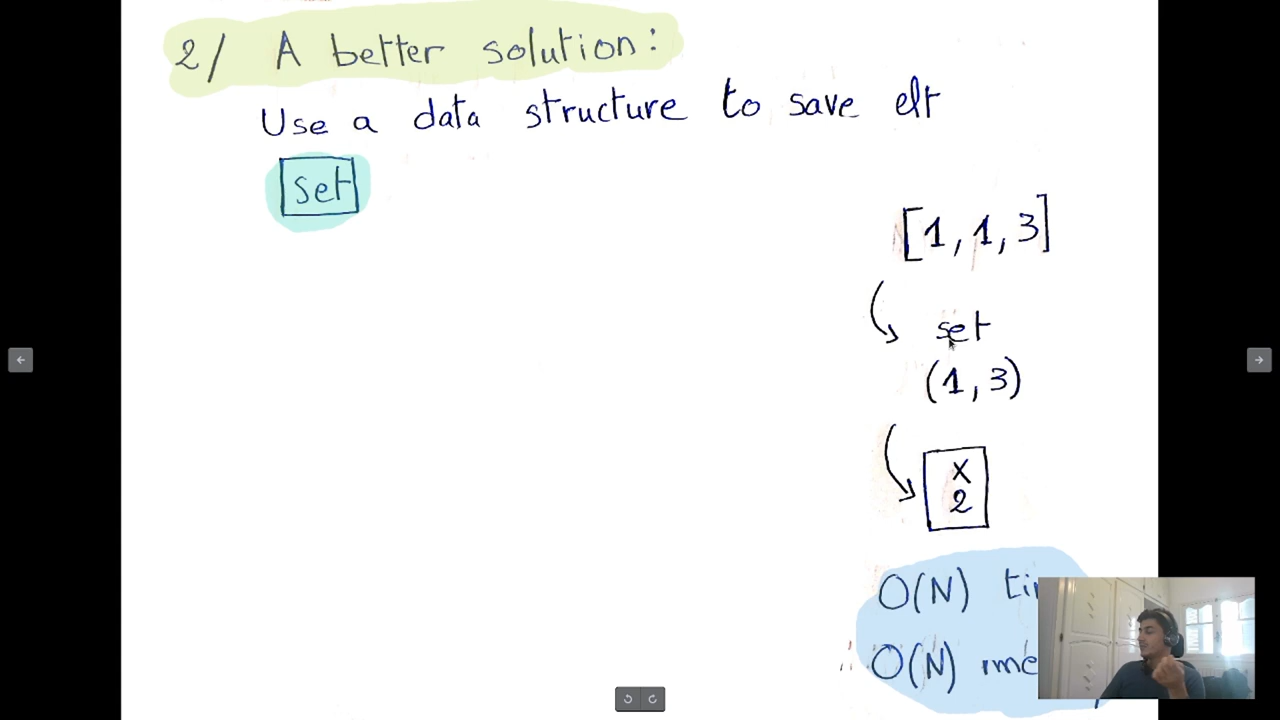 2/ A better solution:
Use a data structure to save elt
set
[1, 1, 3]
set
(1, 3)
x
2
O(N)
O(N)